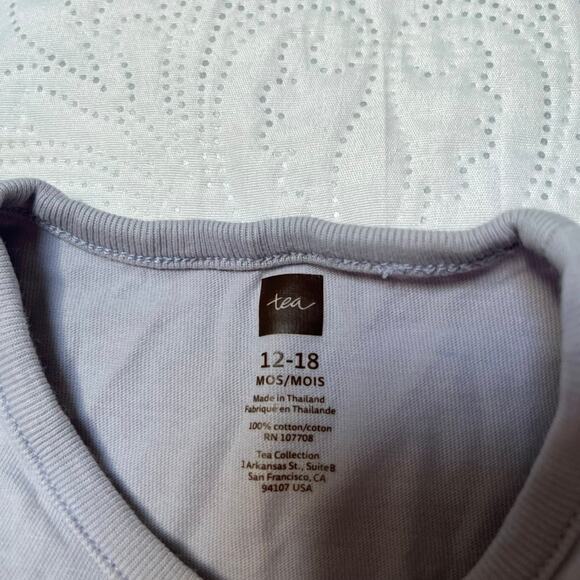 tea
12-18
MOS/MOIS
Made in Thailand
Fabriqué en Thaïlande
100% cotton/coton
RN 107708
Tea Collection
1 Arkansas St., Suite B
San Francisco, CA
94107 USA